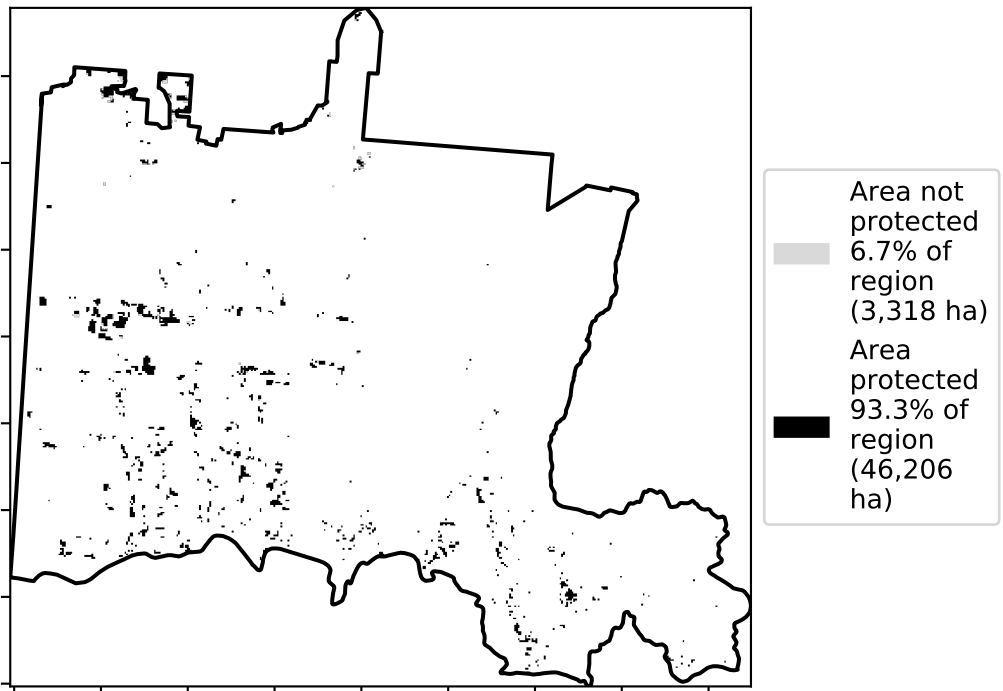 Area not
protected
6.7% of
region
(3,318 ha)
Area
protected
93.3% of
region
(46,206
ha)